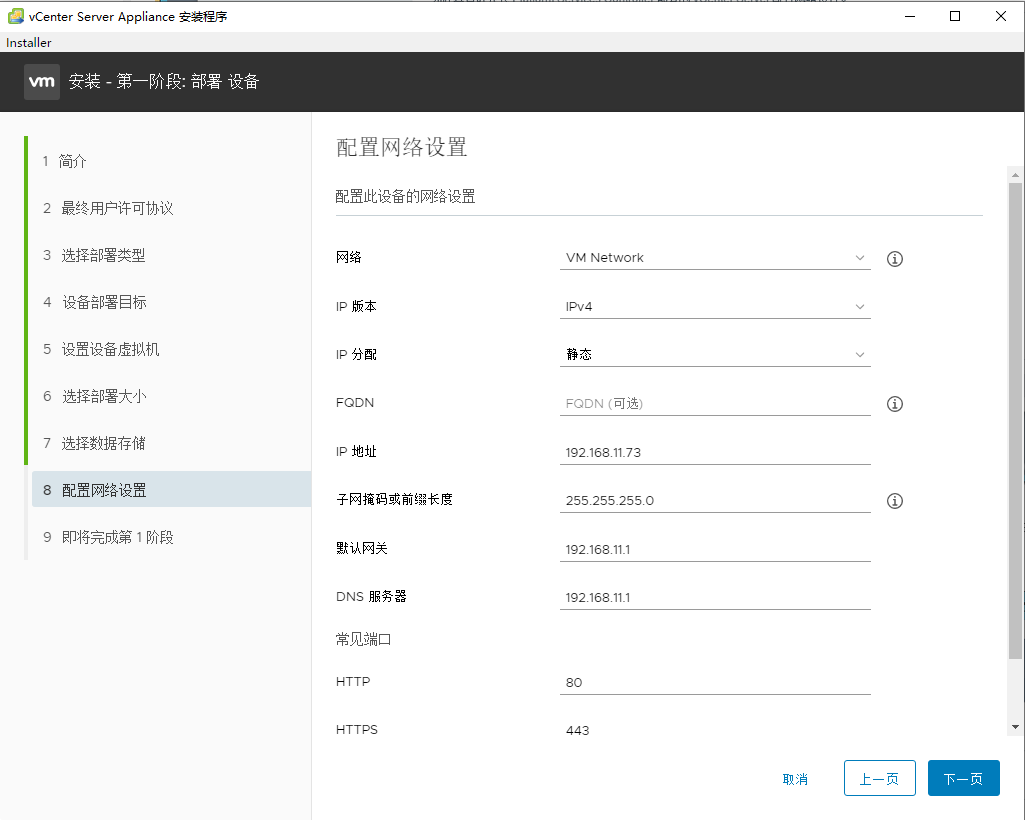 vCenter Server Appliance 安装程序
Installer
vm 安装 - 第一阶段: 部署 设备
1 简介
2 最终用户许可协议
3 选择部署类型
4 设备部署目标
5 设置设备虚拟机
6 选择部署大小
7 选择数据存储
8 配置网络设置
9 即将完成第 1 阶段
配置网络设置
配置此设备的网络设置
网络 VM Network
IP 版本 IPv4
IP 分配 静态
FQDN FQDN (可选)
IP 地址 192.168.11.73
子网掩码或前缀长度 255.255.255.0
默认网关 192.168.11.1
DNS 服务器 192.168.11.1
常见端口
HTTP 80
HTTPS 443
取消 上一页 下一页